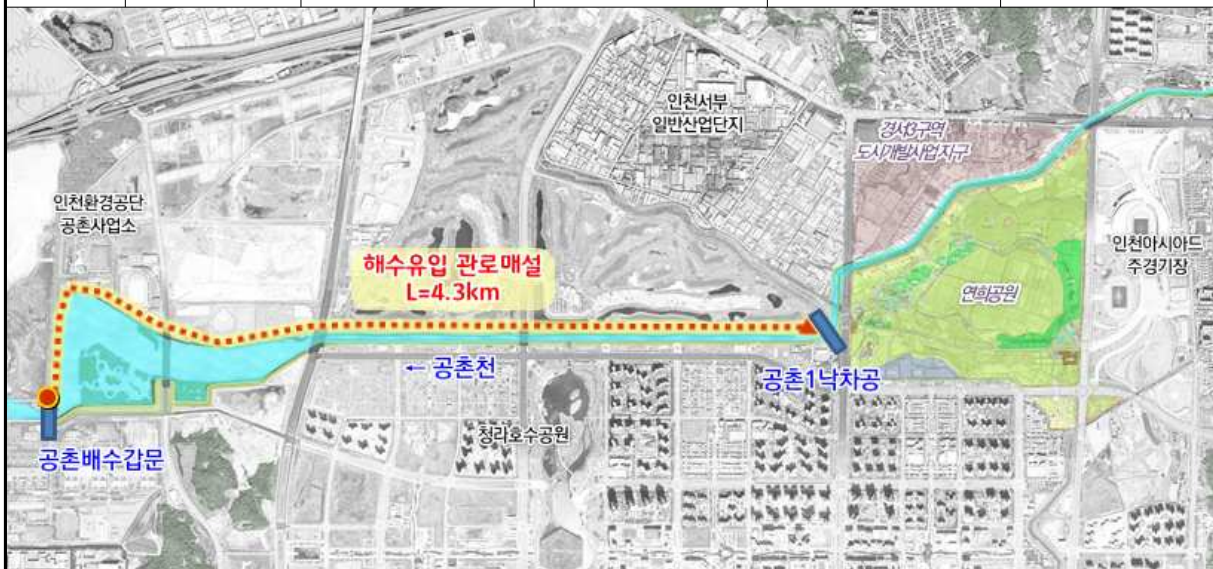 인천서부
일반산업단지
경서3구역
도시개발사업지구
인천환경공단
공촌사업소
인천아시아드
주경기장
해수유입 관로매설
L=4.3km
연희공원
← 공촌천
공촌1낙차공
청라호수공원
공촌배수갑문